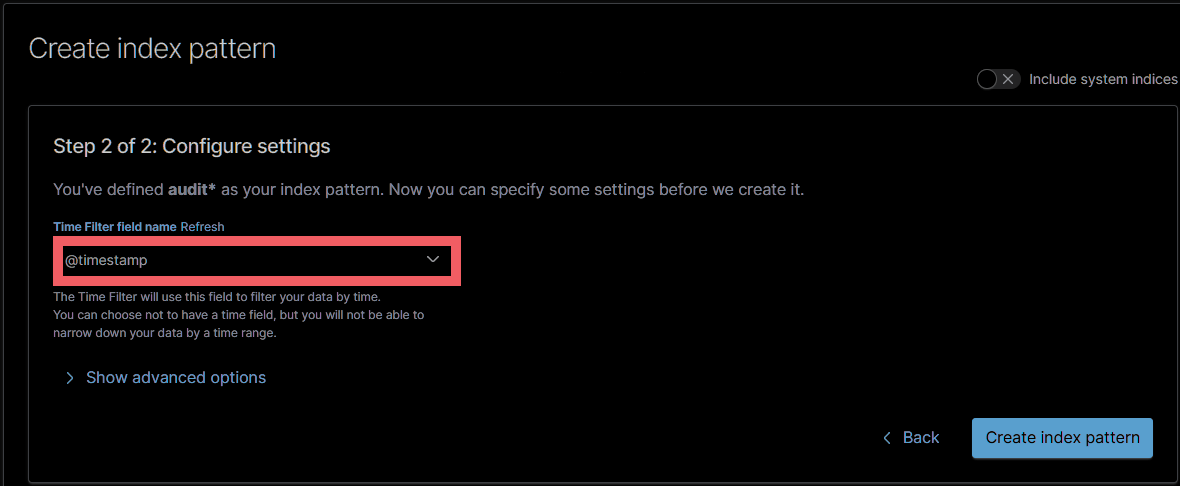 Create index pattern
Include system indices
Step 2 of 2: Configure settings
You've defined audit* as your index pattern. Now you can specify some settings before we create it.
Time Filter field name Refresh
@timestamp
The Time Filter will use this field to filter your data by time.
You can choose not to have a time field, but you will not be able to
narrow down your data by a time range.
Show advanced options
Back
Create index pattern